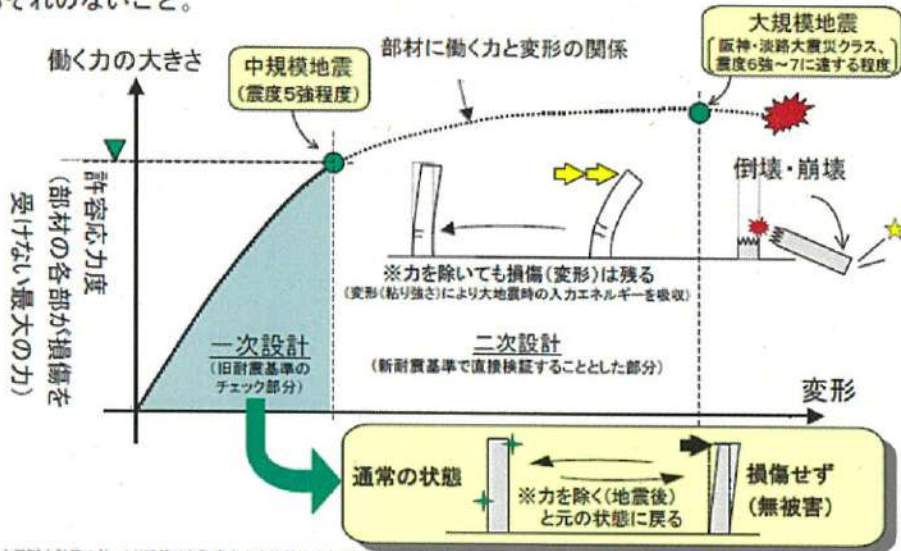 おそれのないこと。
働く力の大きさ
中規模地震
(震度5強程度)
部材に働く力と変形の関係
大規模地震
阪神・淡路大震災クラス、
震度6強～7に達する程度
許容応力度
(部材の各部が損傷を
受けない最大の力)
倒壊・崩壊
※力を除いても損傷(変形)は残る
(変形(粘り強さ)により大地震時の入力エネルギーを吸収)
一次設計
(旧耐震基準の
チェック部分)
二次設計
(新耐震基準で直接検証することとした部分)
変形
通常の状態
※力を除く(地震後)
と元の状態に戻る
損傷せず
(無被害)